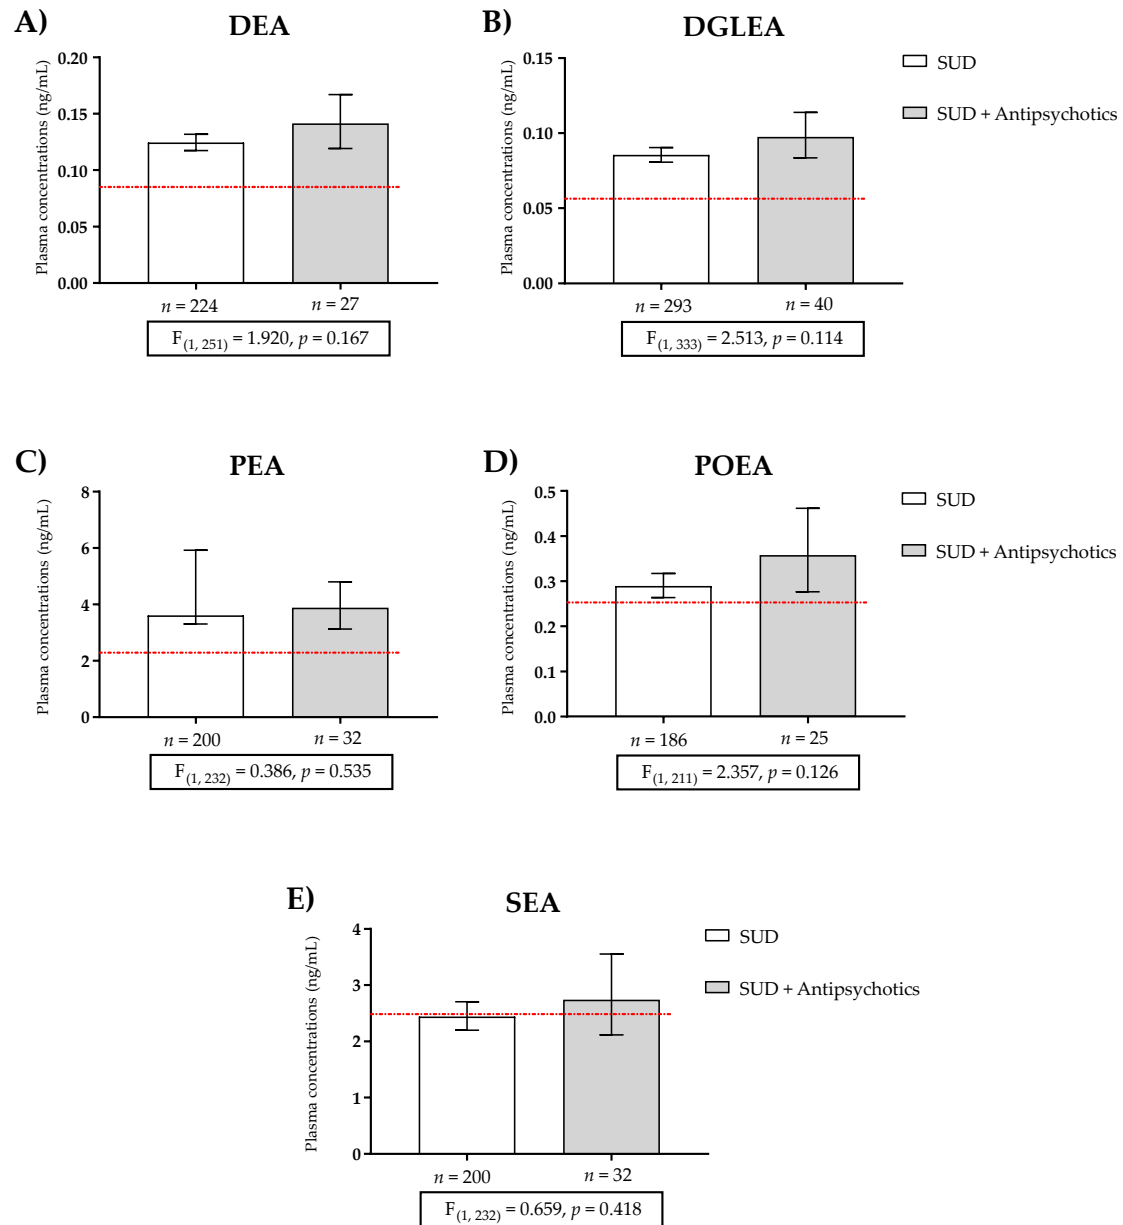 A)
DEA
Plasma concentrations (ng/mL)
0.20
0.15
0.10
0.05
0.00
n = 224
n = 27
F(1, 251) = 1.920, p = 0.167
B)
DGLEA
Plasma concentrations (ng/mL)
0.15
0.10
0.05
0.00
n = 293
n = 40
F(1, 333) = 2.513, p = 0.114
SUD
SUD + Antipsychotics
C)
PEA
Plasma concentrations (ng/mL)
8
6
4
2
0
n = 200
n = 32
F(1, 232) = 0.386, p = 0.535
D)
POEA
Plasma concentrations (ng/mL)
0.5
0.4
0.3
0.2
0.1
0.0
n = 186
n = 25
F(1, 211) = 2.357, p = 0.126
SUD
SUD + Antipsychotics
E)
SEA
Plasma concentrations (ng/mL)
4
3
2
1
0
n = 200
n = 32
F(1, 232) = 0.659, p = 0.418
SUD
SUD + Antipsychotics